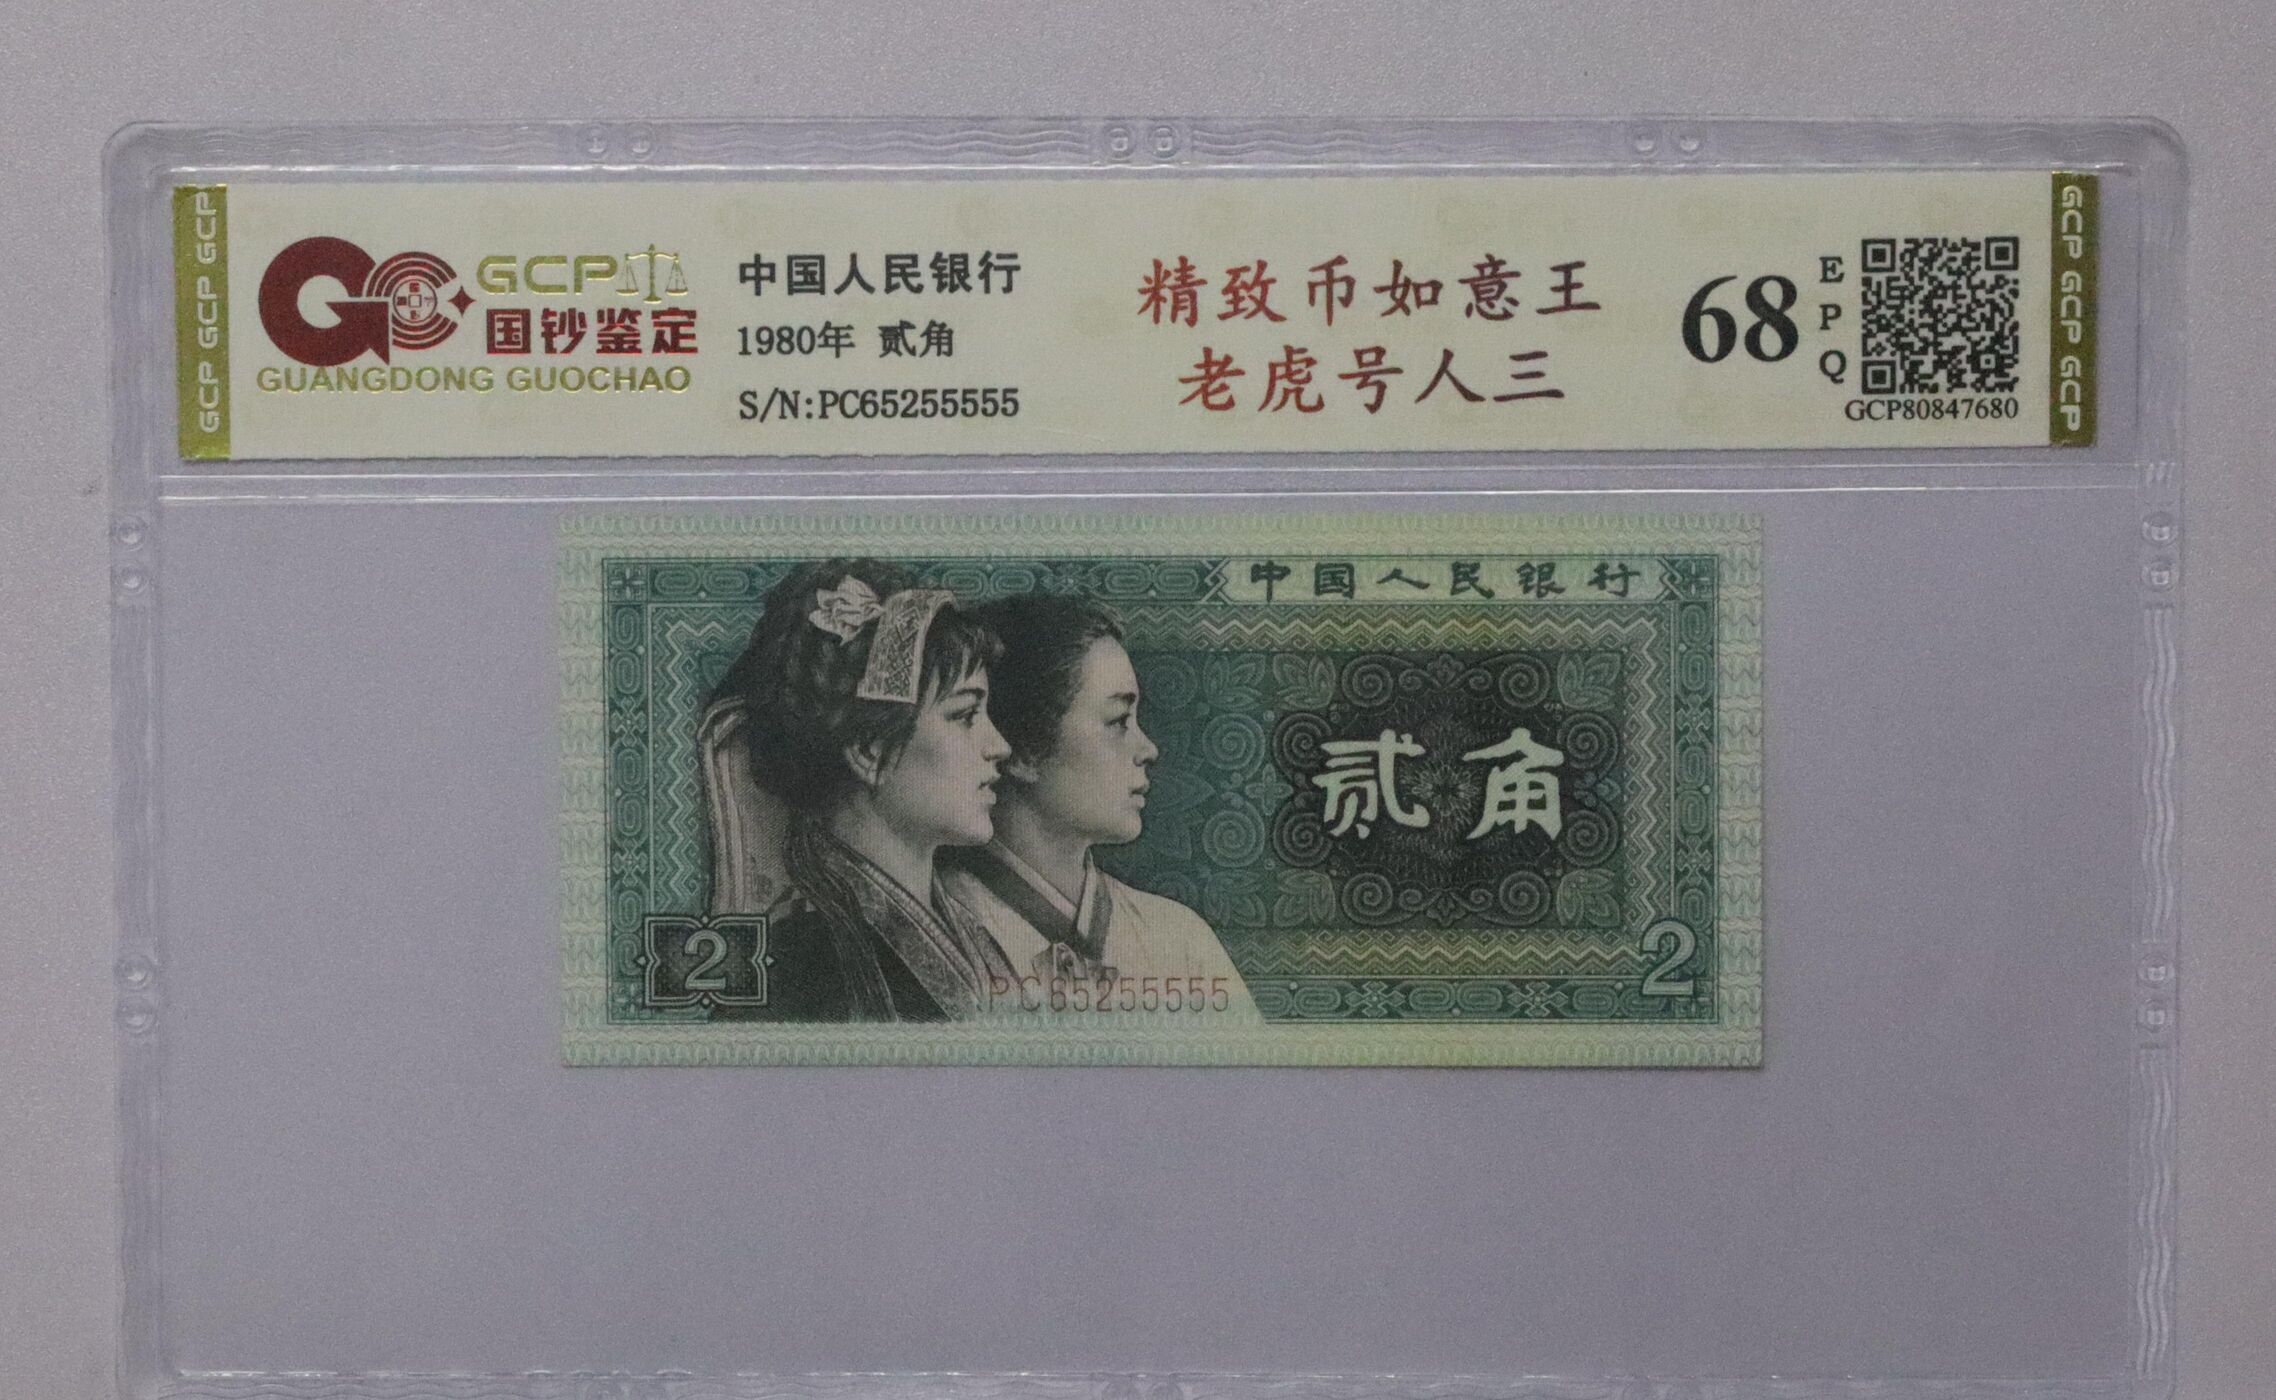 GCP GCP GCP
GCP
国钞鉴定
GUANGDONG GUOCHAO
中国人民银行
1980年 贰角
S/N:PC65255555
精致币如意王
老虎号人三
68
EPQ
GCP80847680
GCP GCP GCP
中国人民银行
贰角
2
PC65255555
2